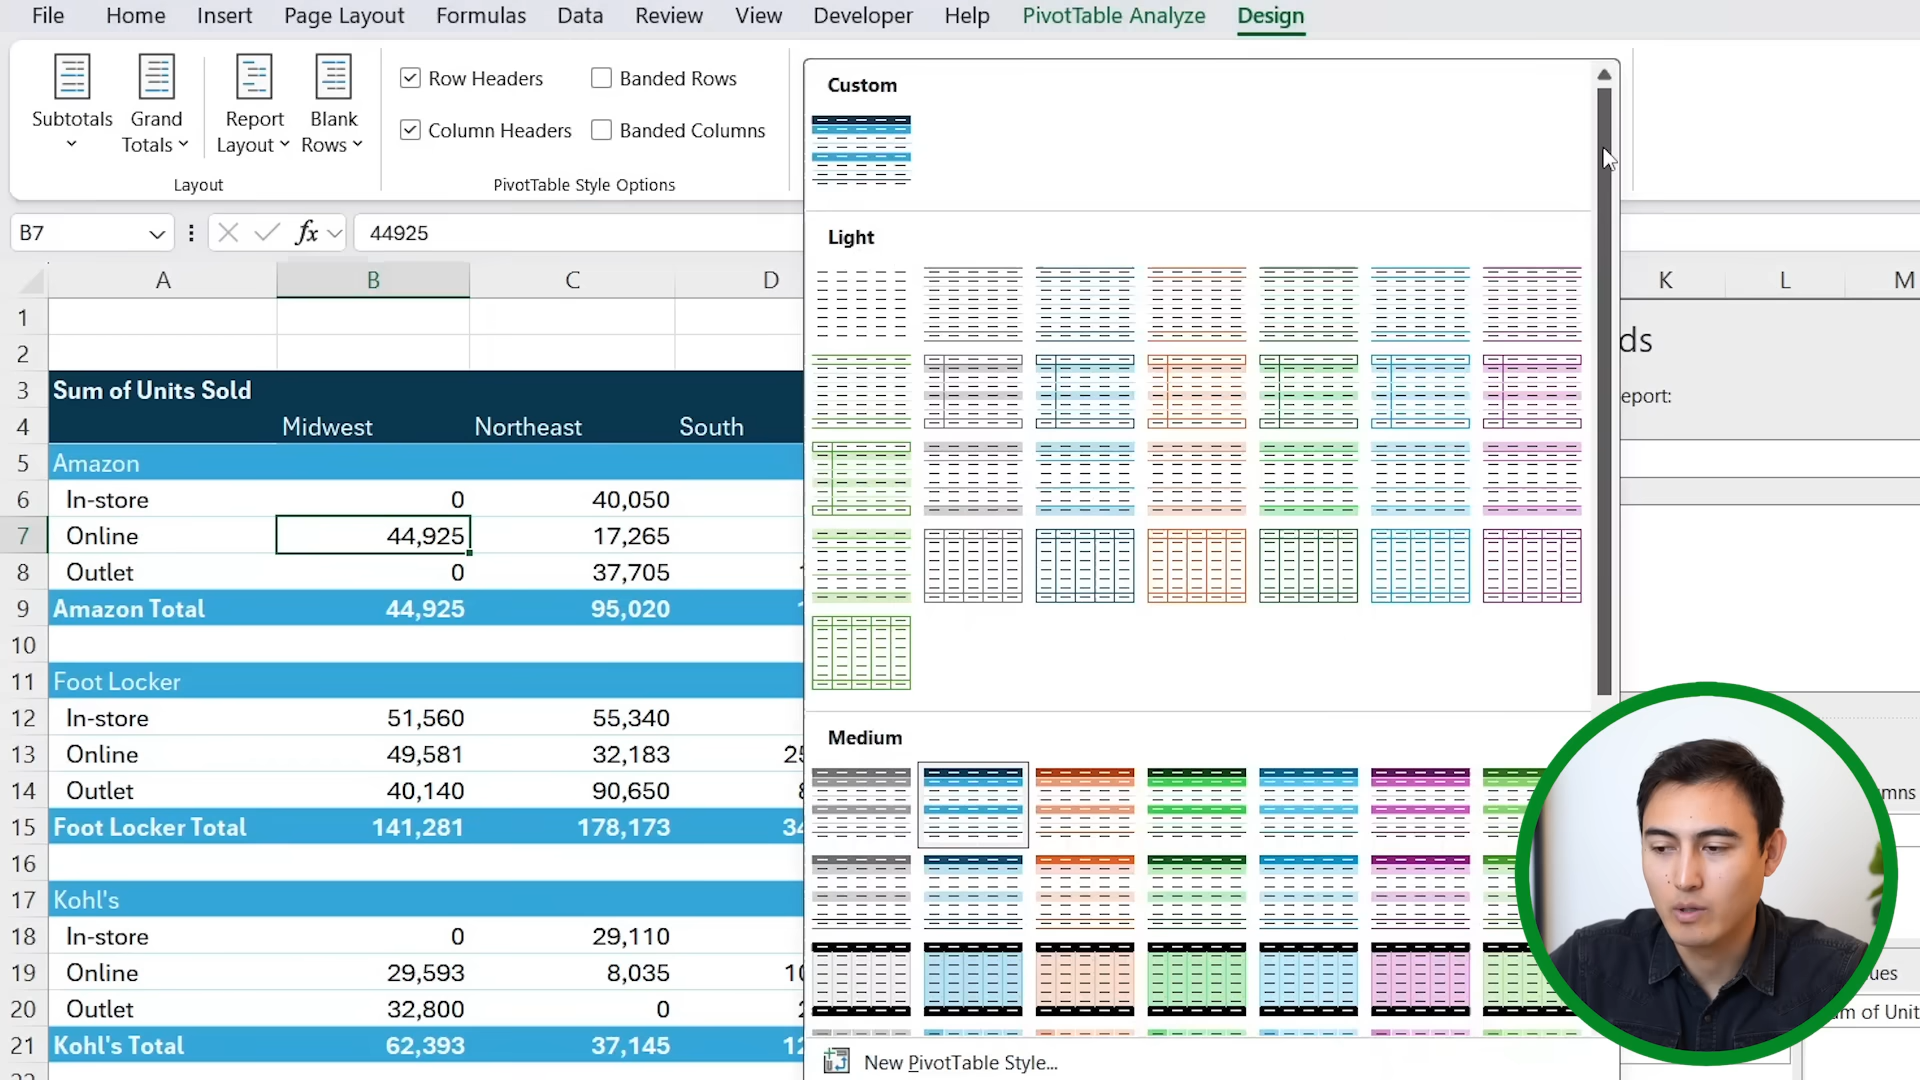 File Home Insert Page Layout Formulas Data Review View Developer Help PivotTable Analyze Design
Subtotals
Grand Totals
Report Layout
Blank Rows
Layout
Row Headers
Banded Rows
Column Headers
Banded Columns
PivotTable Style Options
B7
fx
44925
A B C D K L M
1
2
3 Sum of Units Sold
4 Midwest Northeast South
5 Amazon
6 In-store 0 40,050
7 Online 44,925 17,265
8 Outlet 0 37,705
9 Amazon Total 44,925 95,020
10
11 Foot Locker
12 In-store 51,560 55,340
13 Online 49,581 32,183
14 Outlet 40,140 90,650
15 Foot Locker Total 141,281 178,173
16
17 Kohl's
18 In-store 0 29,110
19 Online 29,593 8,035
20 Outlet 32,800 0
21 Kohl's Total 62,393 37,145
Custom
Light
Medium
New PivotTable Style...
ds
eport:
mns
ues
m of Unit